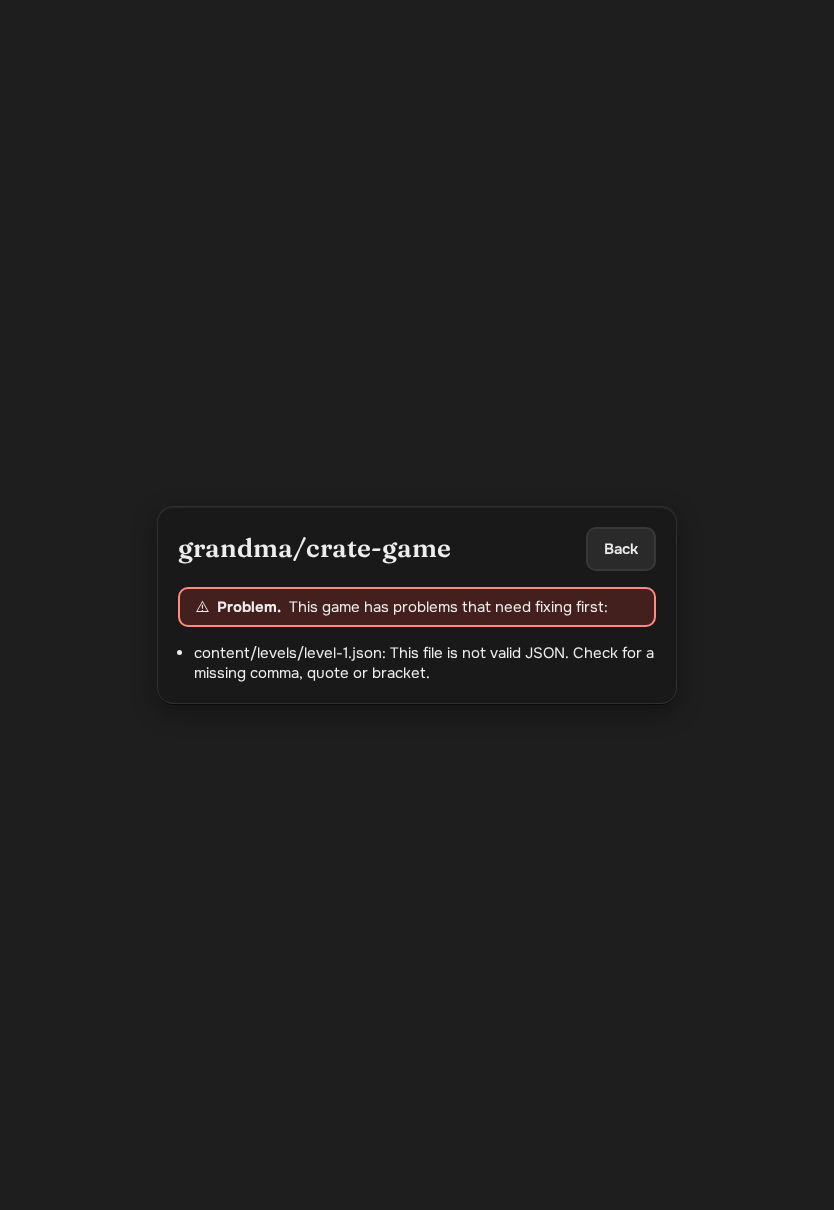 grandma/crate-game
Back
⚠ Problem. This game has problems that need fixing first:
• content/levels/level-1.json: This file is not valid JSON. Check for a
missing comma, quote or bracket.